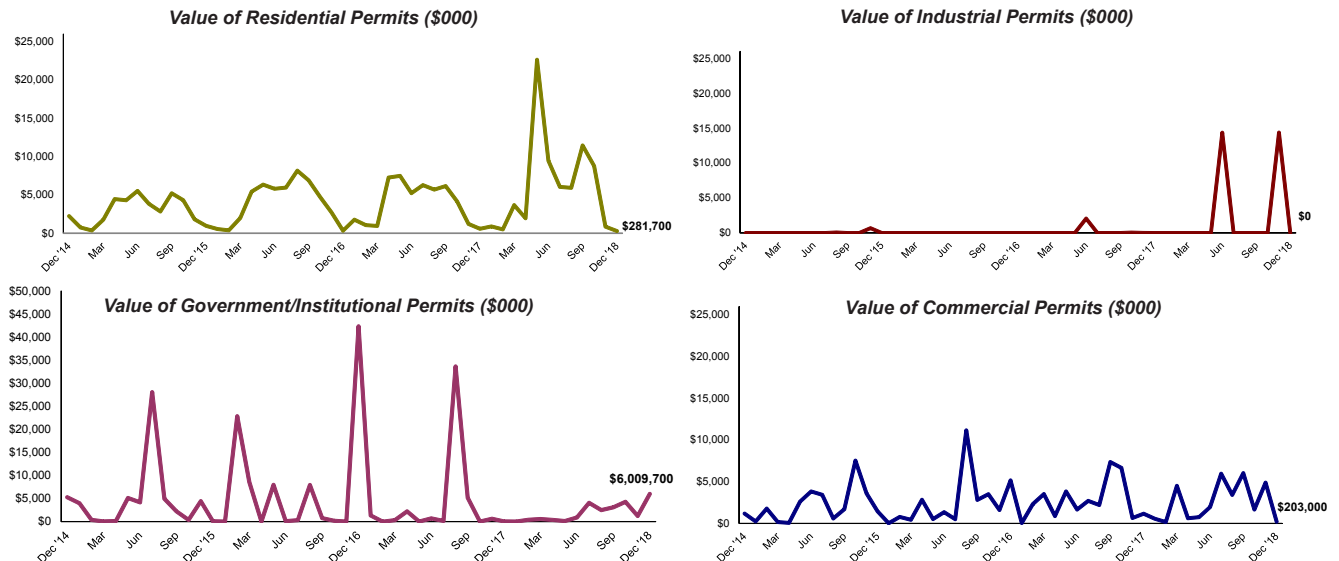 Value of Residential Permits ($000)
$25,000
$20,000
$15,000
$10,000
$5,000
$0
$281,700
Dec '14
Mar
Jun
Sep
Dec '15
Mar
Jun
Sep
Dec '16
Mar
Jun
Sep
Dec '17
Mar
Jun
Sep
Dec '18
Value of Industrial Permits ($000)
$25,000
$20,000
$15,000
$10,000
$5,000
$0
$0
Dec '14
Mar
Jun
Sep
Dec '15
Mar
Jun
Sep
Dec '16
Mar
Jun
Sep
Dec '17
Mar
Jun
Sep
Dec '18
Value of Government/Institutional Permits ($000)
$50,000
$45,000
$40,000
$35,000
$30,000
$25,000
$20,000
$15,000
$10,000
$5,000
$0
$6,009,700
Dec '14
Mar
Jun
Sep
Dec '15
Mar
Jun
Sep
Dec '16
Mar
Jun
Sep
Dec '17
Mar
Jun
Sep
Dec '18
Value of Commercial Permits ($000)
$25,000
$20,000
$15,000
$10,000
$5,000
$0
$203,000
Dec '14
Mar
Jun
Sep
Dec '15
Mar
Jun
Sep
Dec '16
Mar
Jun
Sep
Dec '17
Mar
Jun
Sep
Dec '18